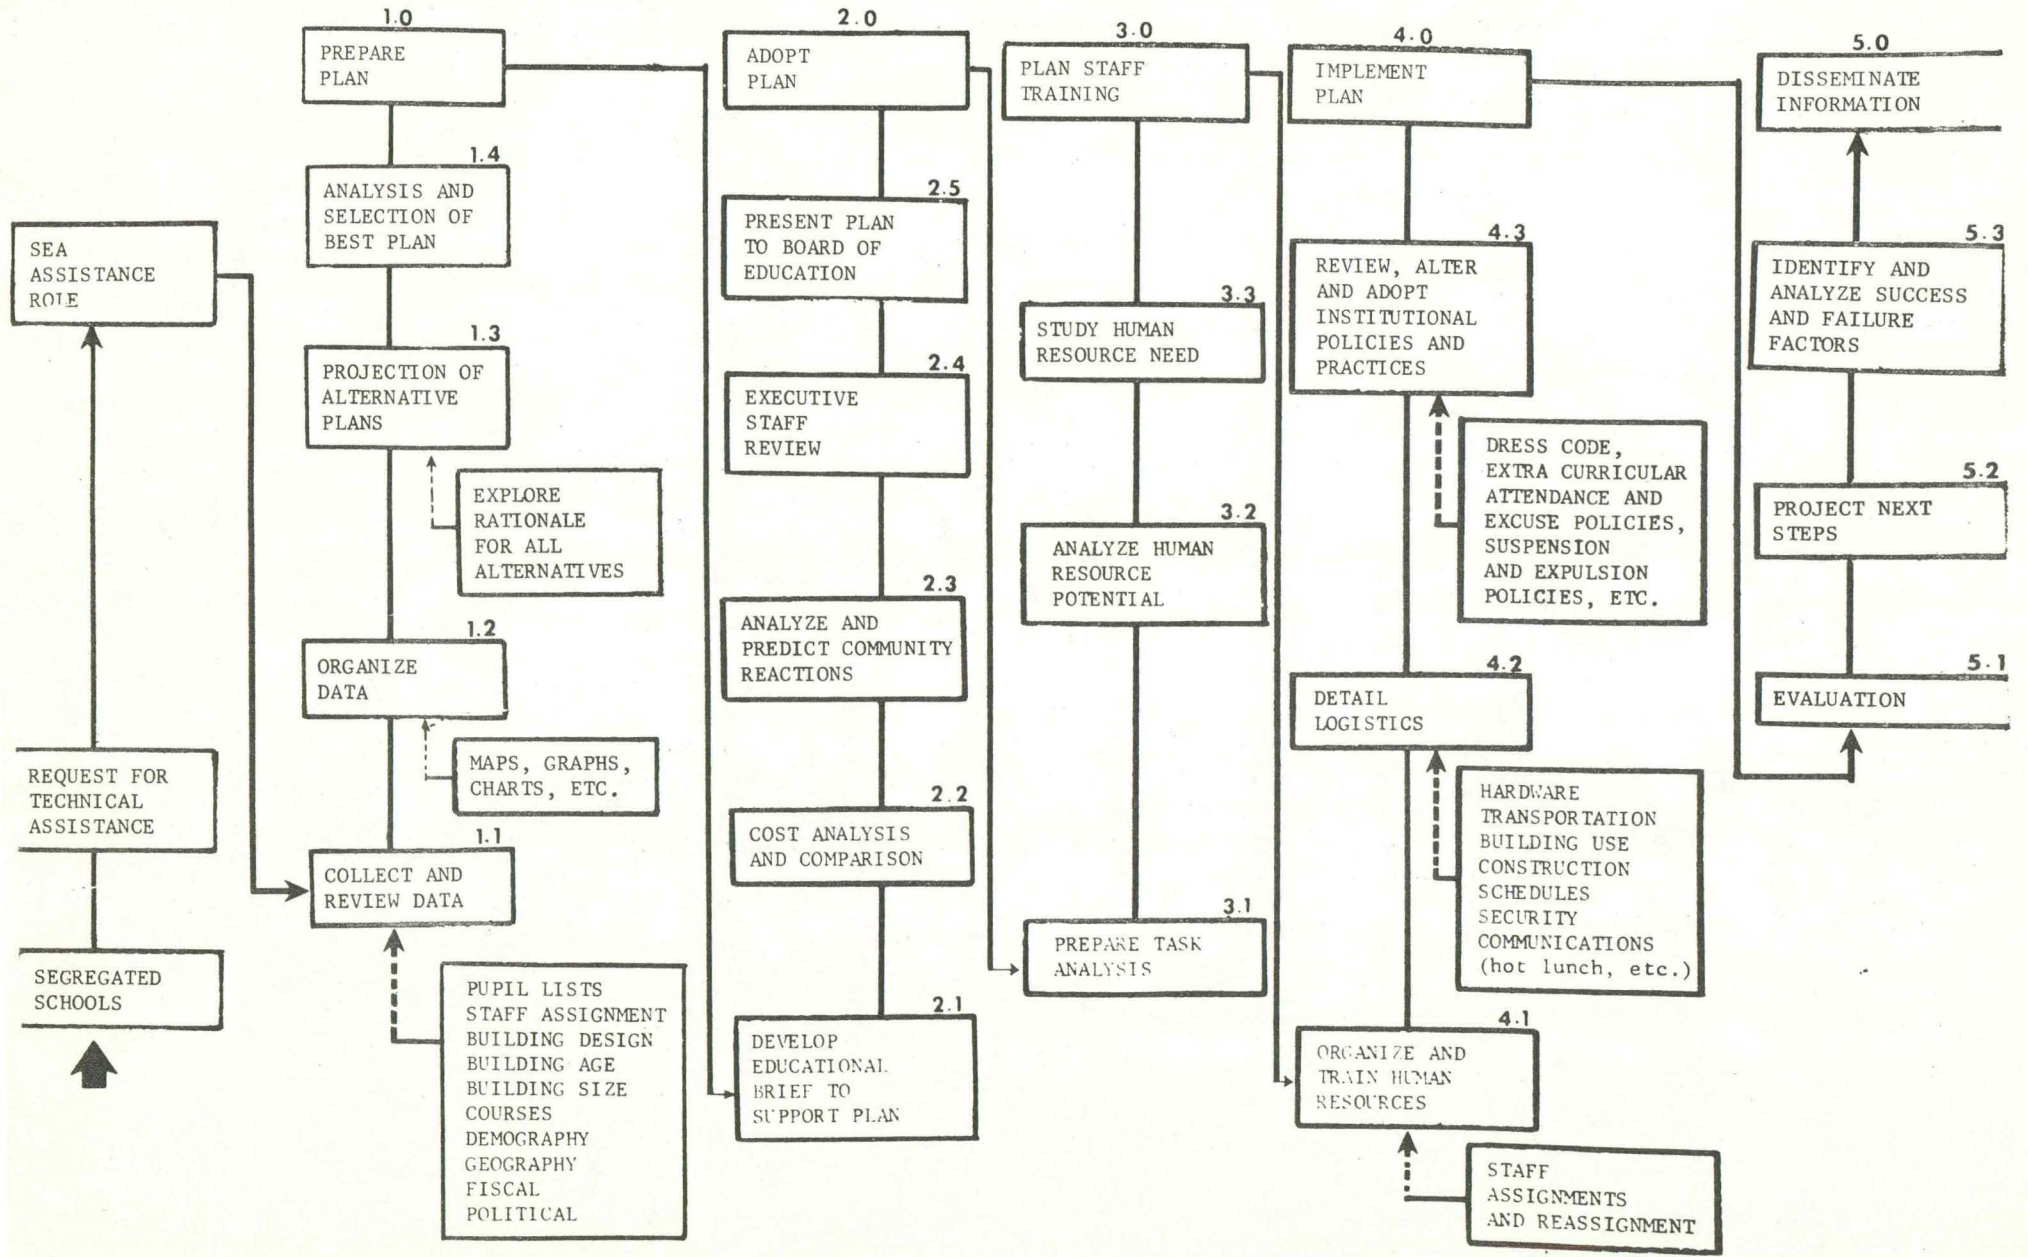 SEA
ASSISTANCE
ROLE
REQUEST FOR
TECHNICAL
ASSISTANCE
SEGREGATED
SCHOOLS
1.0
PREPARE
PLAN
1.4
ANALYSIS AND
SELECTION OF
BEST PLAN
1.3
PROJECTION OF
ALTERNATIVE
PLANS
EXPLORE
RATIONALE
FOR ALL
ALTERNATIVES
1.2
ORGANIZE
DATA
MAPS, GRAPHS,
CHARTS, ETC.
1.1
COLLECT AND
REVIEW DATA
PUPIL LISTS
STAFF ASSIGNMENT
BUILDING DESIGN
BUILDING AGE
BUILDING SIZE
COURSES
DEMOGRAPHY
GEOGRAPHY
FISCAL
POLITICAL
2.0
ADOPT
PLAN
2.5
PRESENT PLAN
TO BOARD OF
EDUCATION
2.4
EXECUTIVE
STAFF
REVIEW
2.3
ANALYZE AND
PREDICT COMMUNITY
REACTIONS
2.2
COST ANALYSIS
AND COMPARISON
2.1
DEVELOP
EDUCATIONAL
BRIEF TO
SUPPORT PLAN
3.0
PLAN STAFF
TRAINING
3.3
STUDY HUMAN
RESOURCE NEED
3.2
ANALYZE HUMAN
RESOURCE
POTENTIAL
3.1
PREPARE TASK
ANALYSIS
4.0
IMPLEMENT
PLAN
4.3
REVIEW, ALTER
AND ADOPT
INSTITUTIONAL
POLICIES AND
PRACTICES
DRESS CODE,
EXTRA CURRICULAR
ATTENDANCE AND
EXCUSE POLICIES,
SUSPENSION
AND EXPULSION
POLICIES, ETC.
4.2
DETAIL
LOGISTICS
HARDWARE
TRANSPORTATION
BUILDING USE
CONSTRUCTION
SCHEDULES
SECURITY
COMMUNICATIONS
(hot lunch, etc.)
4.1
ORGANIZE AND
TRAIN HUMAN
RESOURCES
STAFF
ASSIGNMENTS
AND REASSIGNMENT
5.0
DISSEMINATE
INFORMATION
5.3
IDENTIFY AND
ANALYZE SUCCESS
AND FAILURE
FACTORS
5.2
PROJECT NEXT
STEPS
5.1
EVALUATION